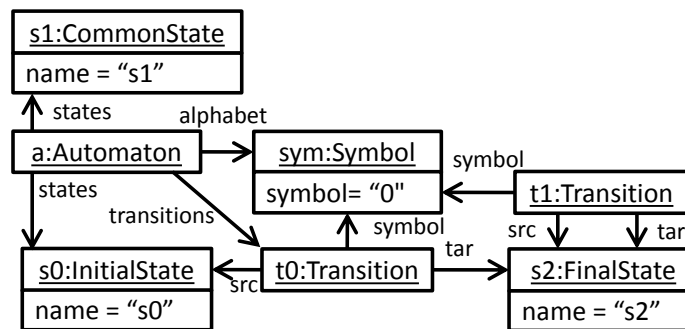 s1:CommonState
name = “s1”
states
alphabet
a:Automaton
sym:Symbol
symbol
symbol= “0"
t1:Transition
states
transitions
symbol
src
tar
tar
s0:InitialState
src
t0:Transition
s2:FinalState
name = “s0”
name = “s2”